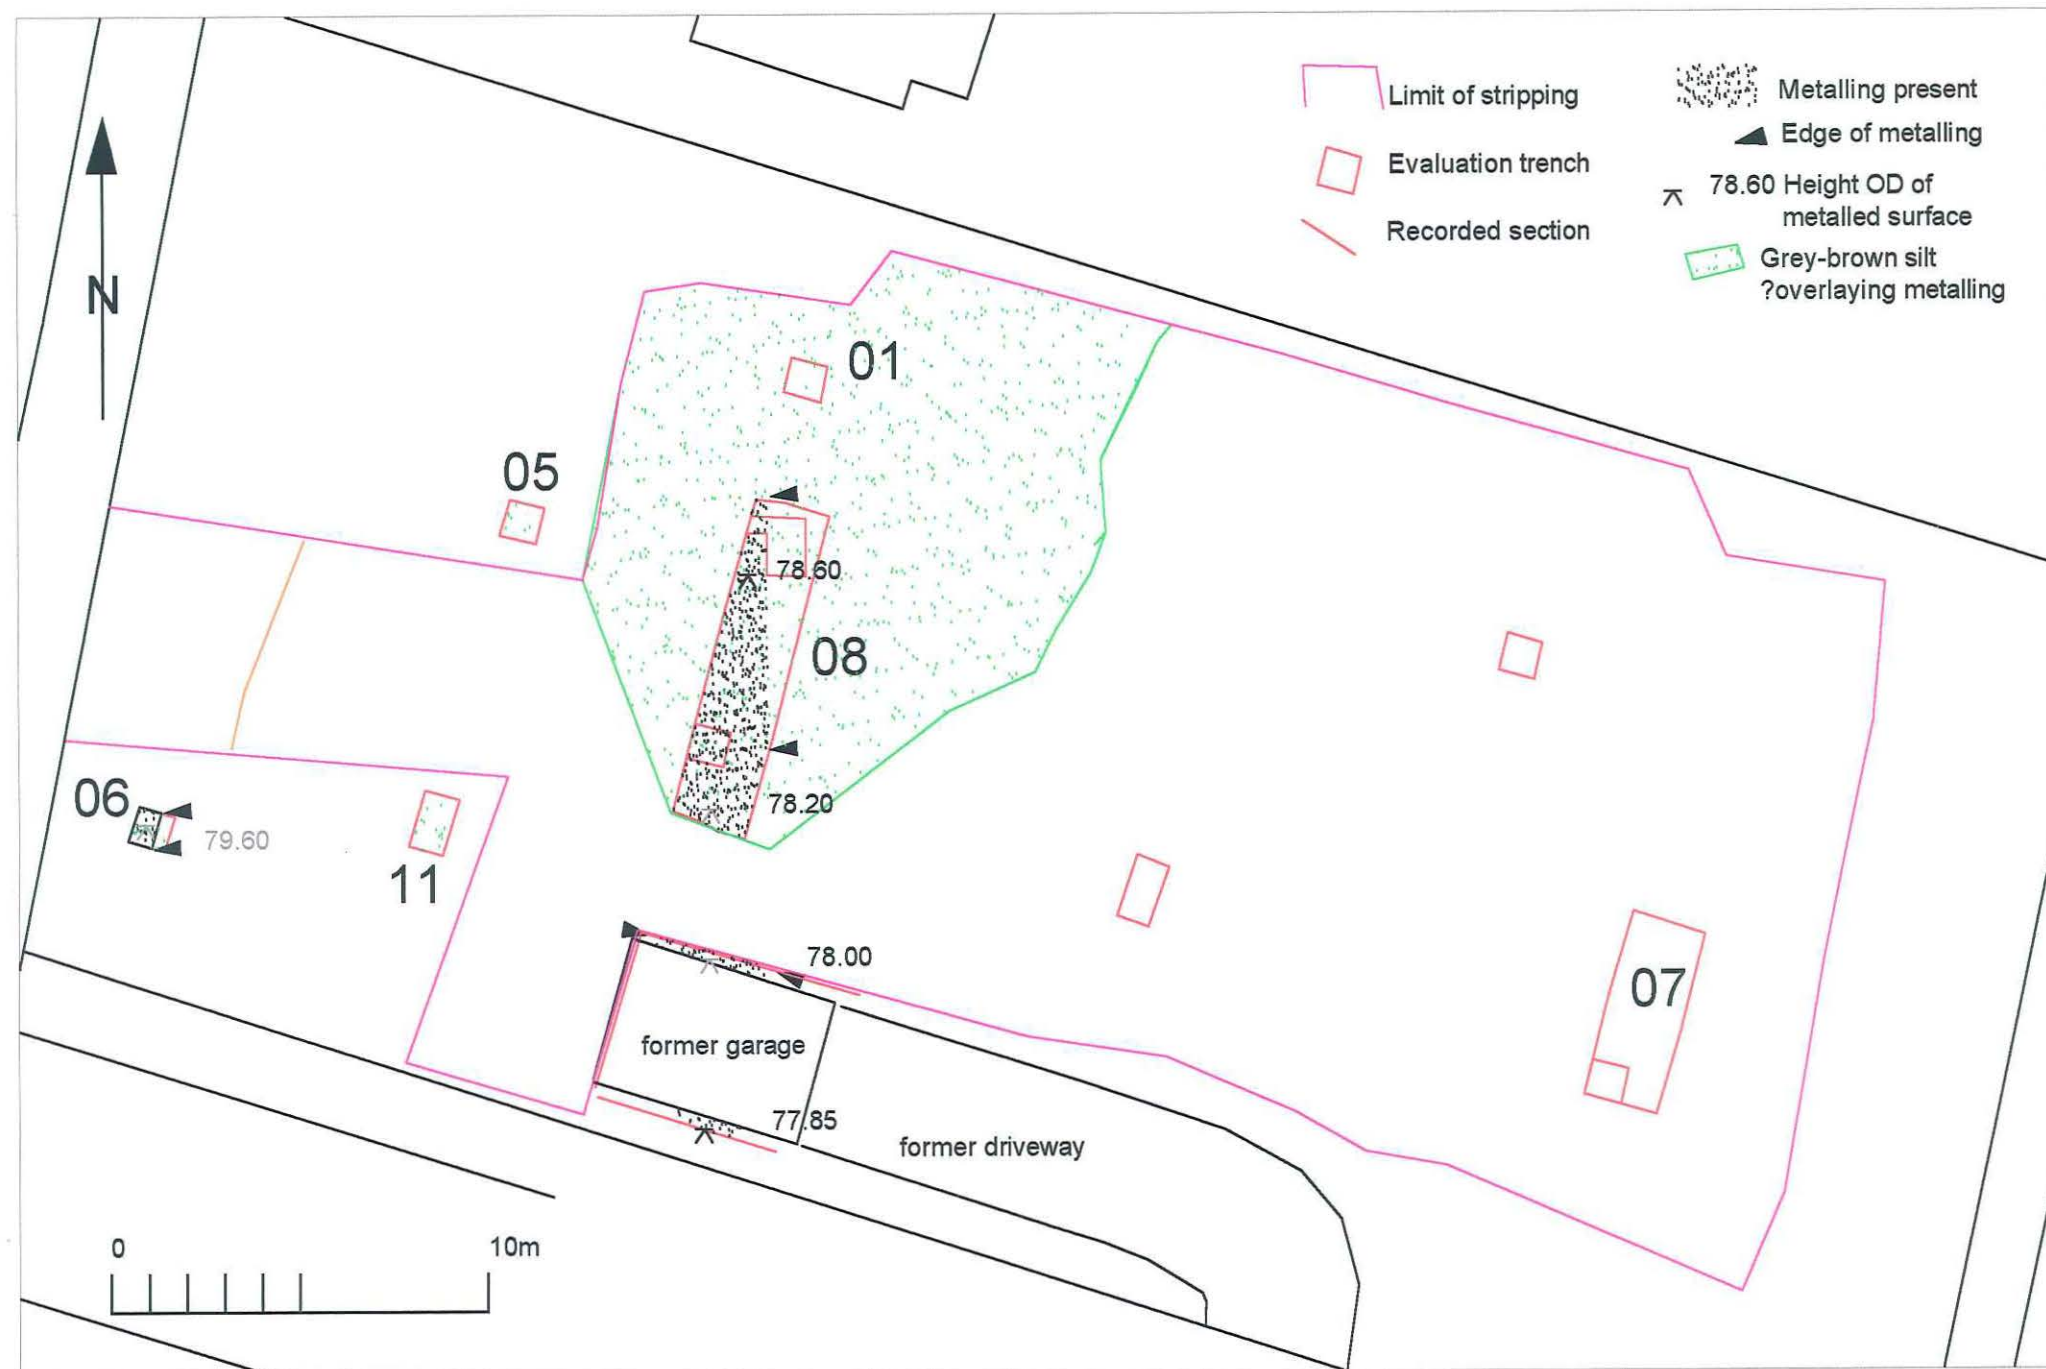 Limit of stripping
Evaluation trench
Recorded section
Metalling present
Edge of metalling
78.60 Height OD of
metalled surface
Grey-brown silt
?overlaying metalling
N
01
05
78.60
08
78.20
06
79.60
11
78.00
07
former garage
77.85
former driveway
0
10m